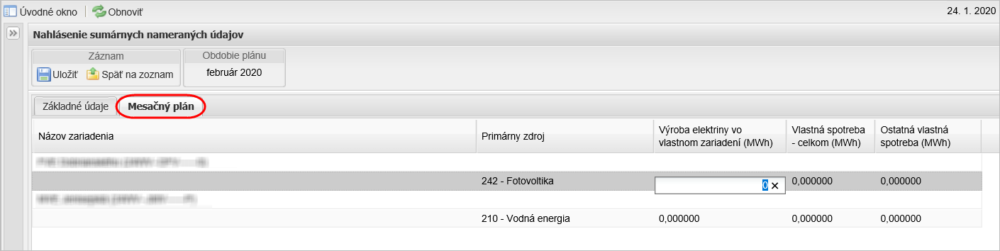 Úvodné okno Obnoviť 24. 1. 2020
Nahlásenie sumárnych nameraných údajov
Záznam Obdobie plánu
Uložiť Späť na zoznam február 2020
Základné údaje Mesačný plán
Názov zariadenia Primárny zdroj Výroba elektriny vo vlastnom zariadení (MWh) Vlastná spotreba - celkom (MWh) Ostatná vlastná spotreba (MWh)
242 - Fotovoltika 0 0,000000 0,000000
210 - Vodná energia 0,000000 0,000000 0,000000